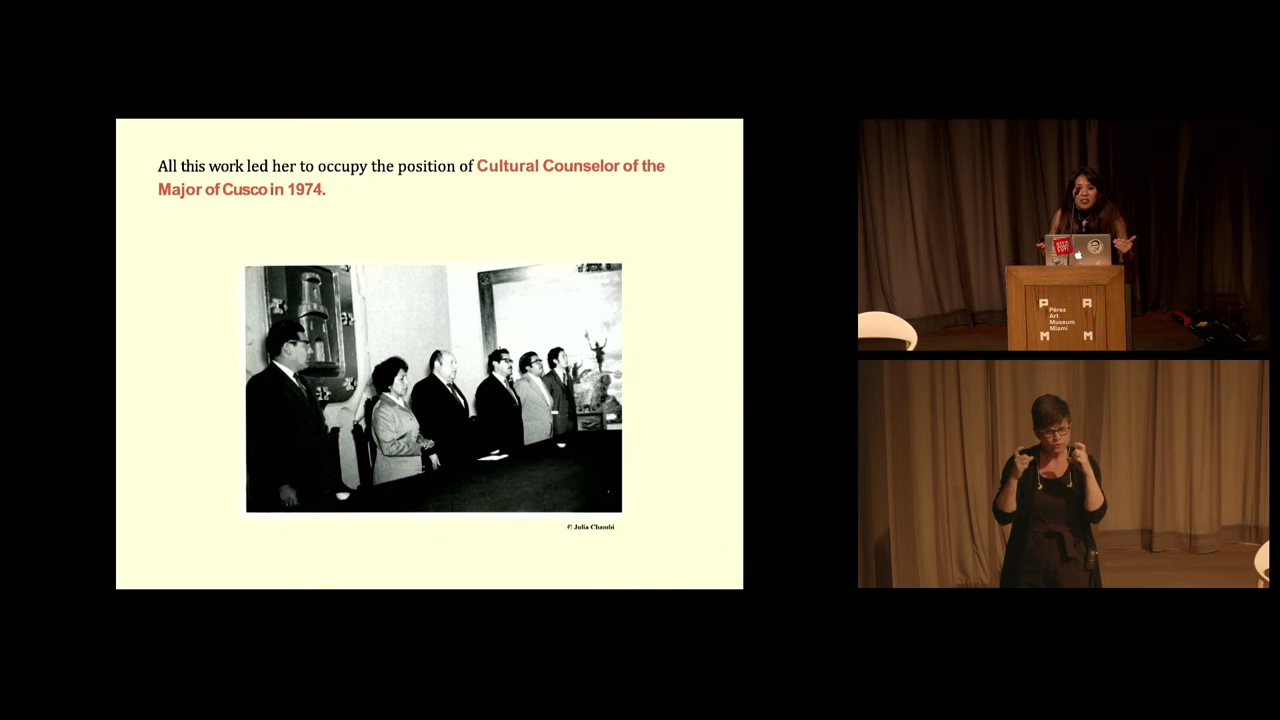 All this work led her to occupy the position of Cultural Counselor of the
Major of Cusco in 1974.
© Julia Chambi
P A
Pérez
Art
Museum
Miami
M M